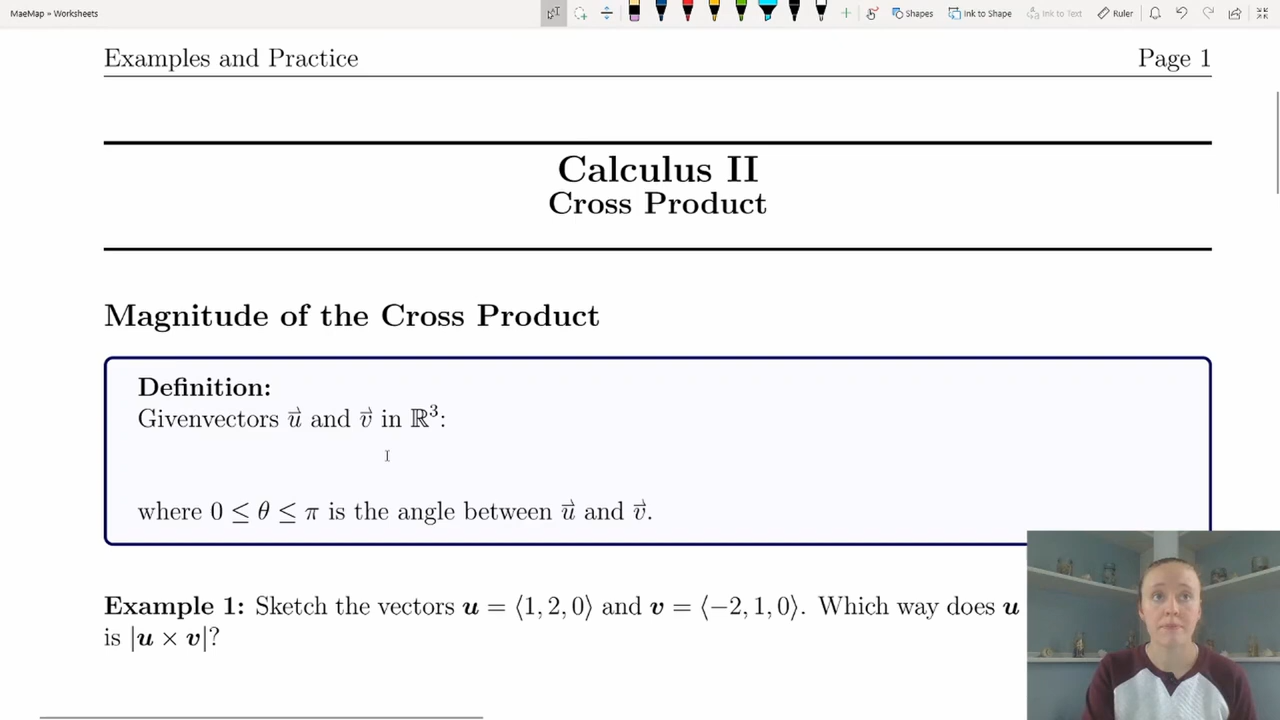 MaeMap » Worksheets
Shapes
Ink to Shape
Ink to Text
Ruler
Examples and Practice
Page 1
Calculus II
Cross Product
Magnitude of the Cross Product
Definition:
Givenvectors u⃗ and v⃗ in ℝ³:
where 0 ≤ θ ≤ π is the angle between u⃗ and v⃗.
Example 1: Sketch the vectors u = ⟨1, 2, 0⟩ and v = ⟨−2, 1, 0⟩. Which way does u
is |u × v|?